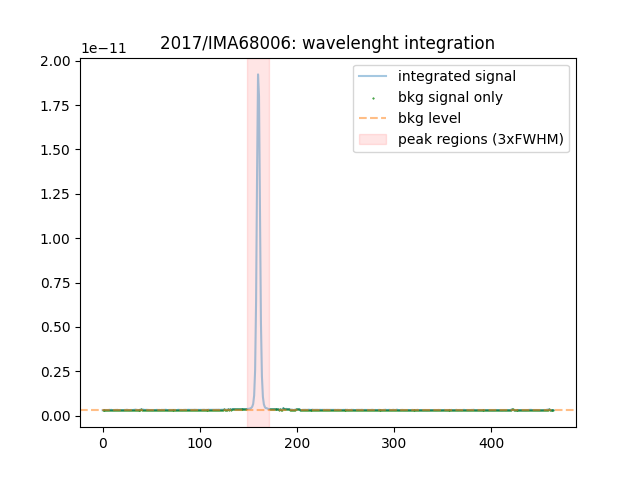 2017/IMA68006: wavelenght integration
1e−11
2.00
1.75
1.50
1.25
1.00
0.75
0.50
0.25
0.00
0 100 200 300 400
integrated signal
bkg signal only
bkg level
peak regions (3xFWHM)